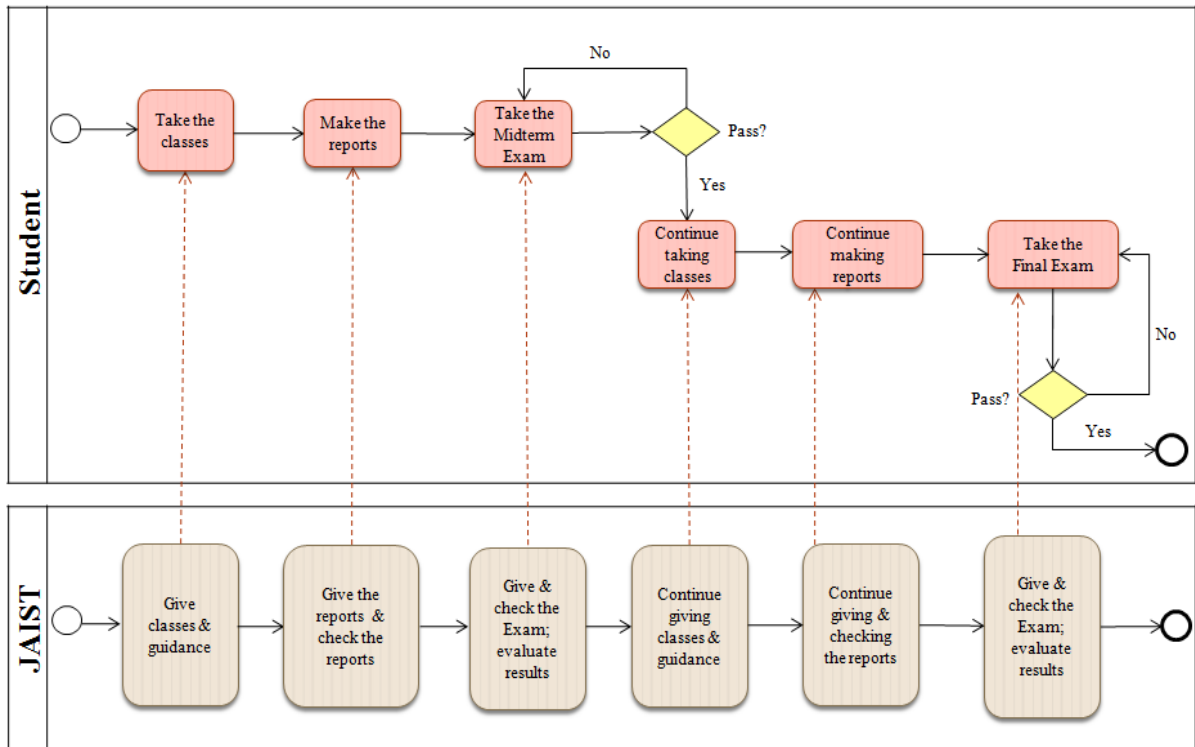 Student
No
Take the
classes
Make the
reports
Take the
Midterm
Exam
Pass?
Yes
Continue
taking
classes
Continue
making
reports
Take the
Final Exam
No
Pass?
Yes
JAIST
Give
classes &
guidance
Give the
reports &
check the
reports
Give &
check the
Exam;
evaluate
results
Continue
giving
classes &
guidance
Continue
giving &
checking
the reports
Give &
check the
Exam;
evaluate
results